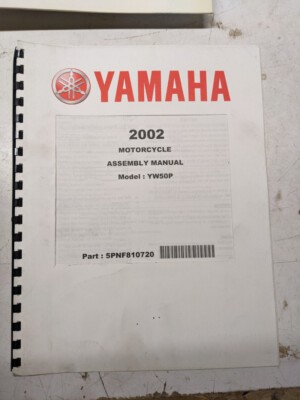 YAMAHA
2002
MOTORCYCLE
ASSEMBLY MANUAL
Model : YW50P
Part : 5PNF810720